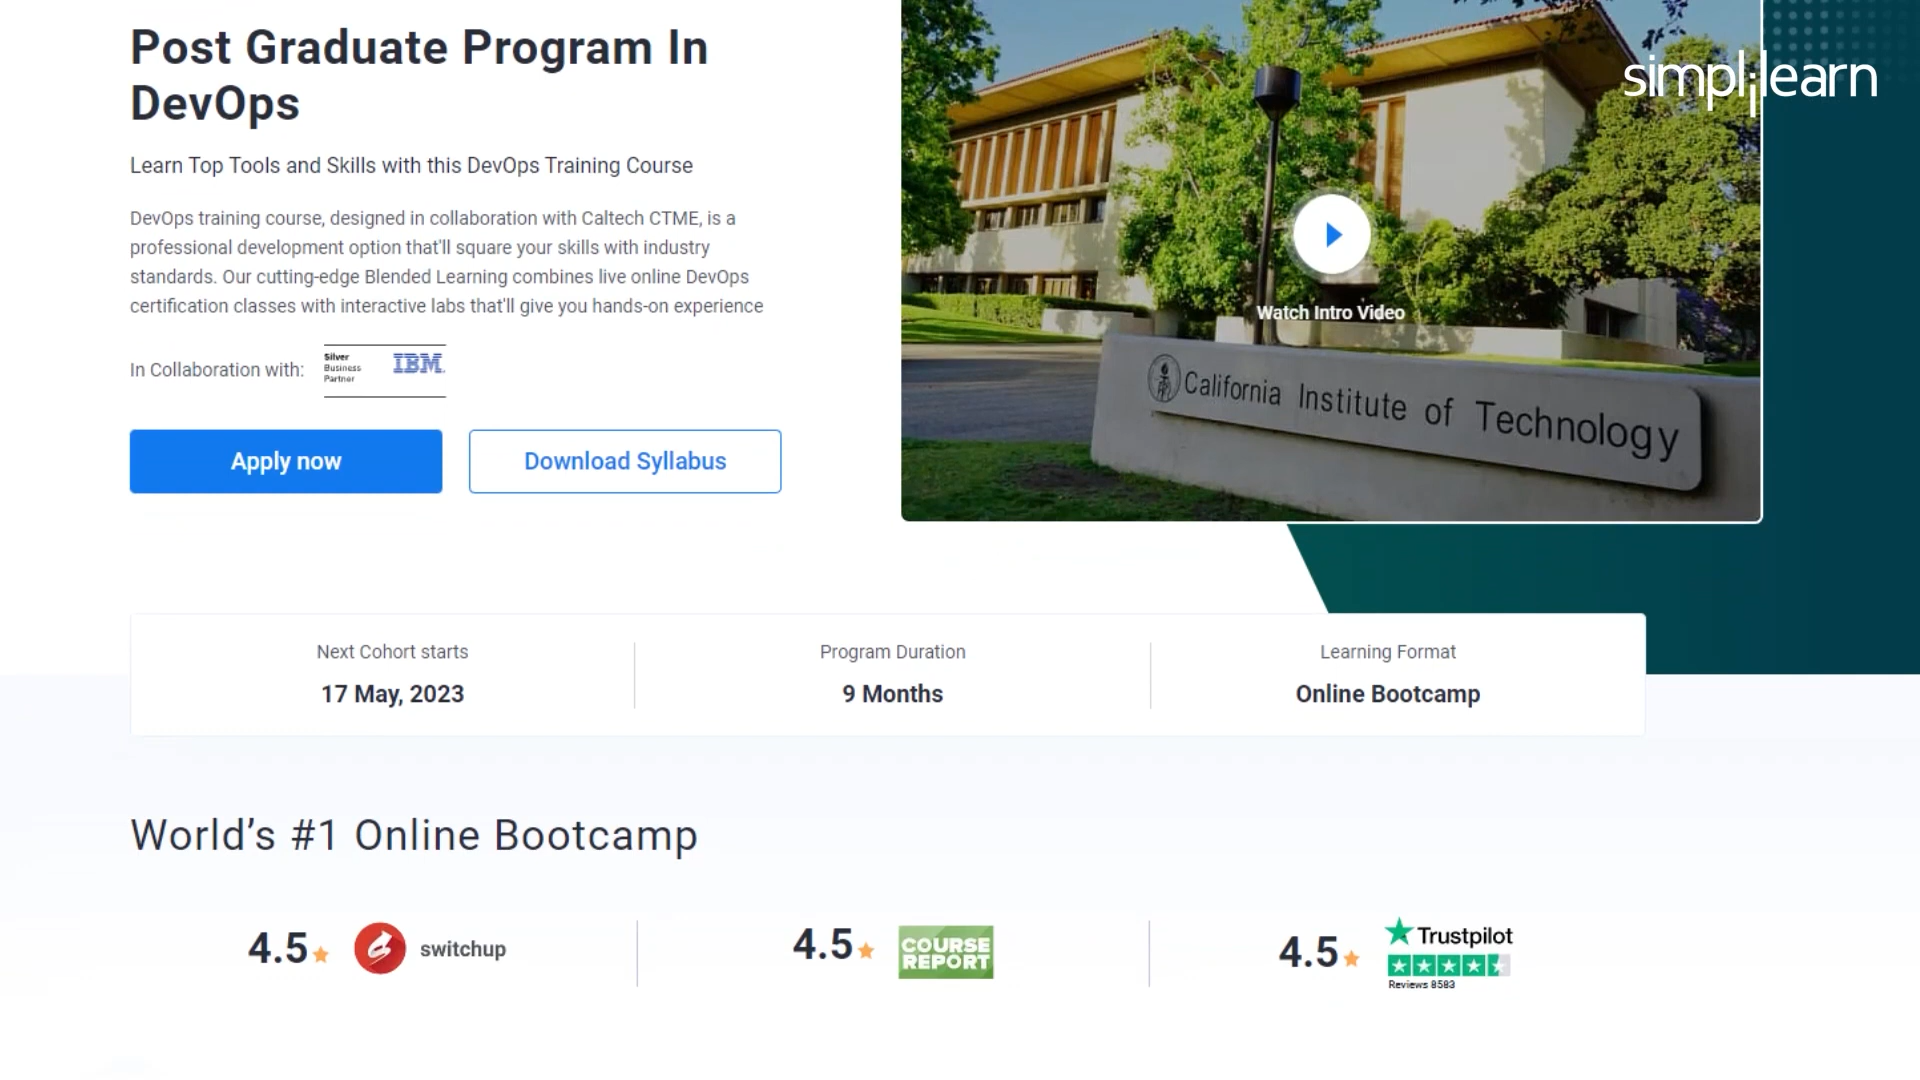 Post Graduate Program In
DevOps
Learn Top Tools and Skills with this DevOps Training Course
DevOps training course, designed in collaboration with Caltech CTME, is a
professional development option that'll square your skills with industry
standards. Our cutting-edge Blended Learning combines live online DevOps
certification classes with interactive labs that'll give you hands-on experience
In Collaboration with:
Silver
Business
Partner
IBM
Apply now
Download Syllabus
simplilearn
Watch Intro Video
California Institute of Technology
Next Cohort starts
17 May, 2023
Program Duration
9 Months
Learning Format
Online Bootcamp
World’s #1 Online Bootcamp
4.5
switchup
4.5
COURSE
REPORT
4.5
Trustpilot
Reviews 8583